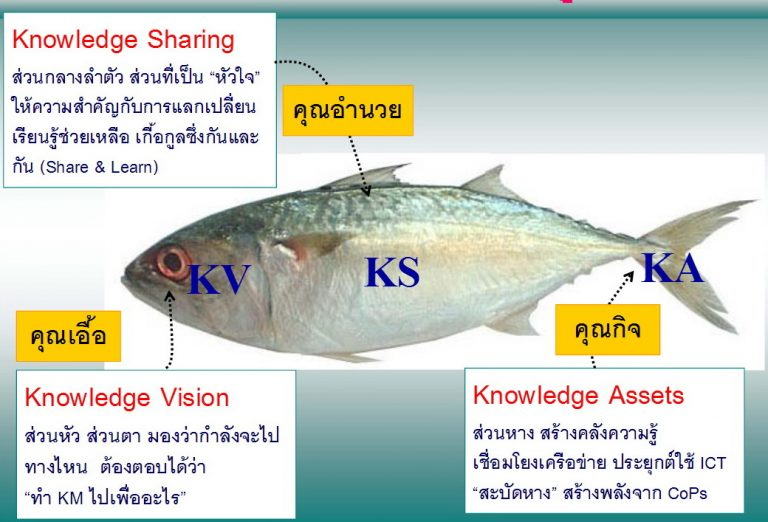 Knowledge Sharing
ส่วนกลางลำตัว ส่วนที่เป็น “หัวใจ”
ให้ความสำคัญกับการแลกเปลี่ยน
เรียนรู้ช่วยเหลือ เกื้อกูลซึ่งกันและ
กัน (Share & Learn)
คุณอำนวย
KV
KS
KA
คุณเอื้อ
คุณกิจ
Knowledge Vision
ส่วนหัว ส่วนตา มองว่ากำลังจะไป
ทางไหน ต้องตอบได้ว่า
“ทำ KM ไปเพื่ออะไร”
Knowledge Assets
ส่วนหาง สร้างคลังความรู้
เชื่อมโยงเครือข่าย ประยุกต์ใช้ ICT
“สะบัดหาง” สร้างพลังจาก CoPs